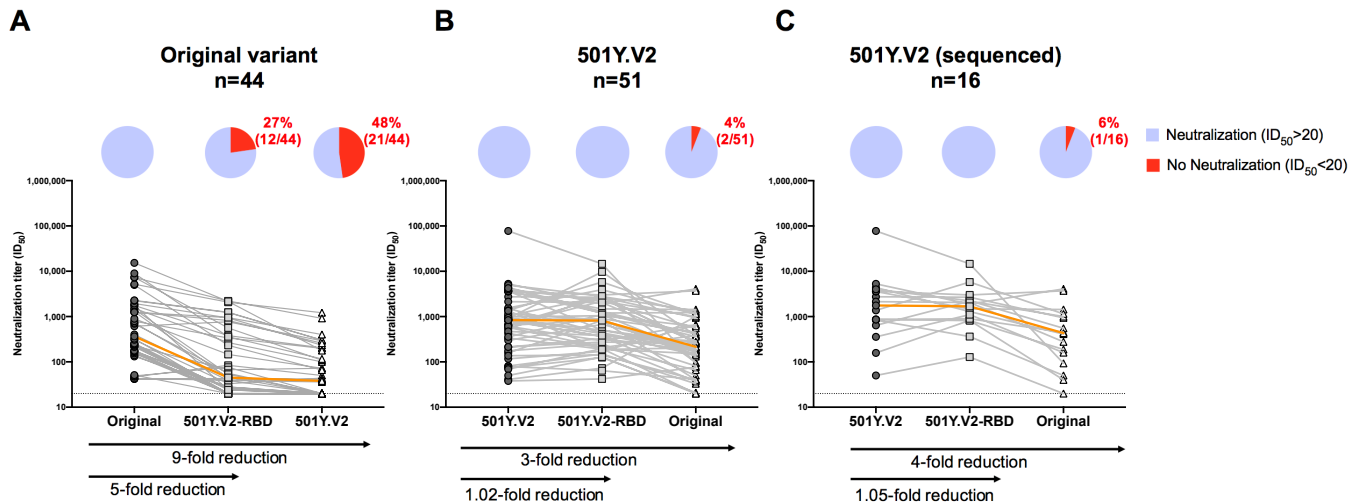 A
Original variant
n=44
27%
(12/44)
48%
(21/44)
Neutralization titer (ID50)
1,000,000
100,000
10,000
1,000
100
10
Original 501Y.V2-RBD 501Y.V2
9-fold reduction
5-fold reduction
B
501Y.V2
n=51
4%
(2/51)
Neutralization titer (ID50)
1,000,000
100,000
10,000
1,000
100
10
501Y.V2 501Y.V2-RBD Original
3-fold reduction
1.02-fold reduction
C
501Y.V2 (sequenced)
n=16
6%
(1/16)
Neutralization titer (ID50)
1,000,000
100,000
10,000
1,000
100
10
501Y.V2 501Y.V2-RBD Original
4-fold reduction
1.05-fold reduction
Neutralization (ID50>20)
No Neutralization (ID50<20)